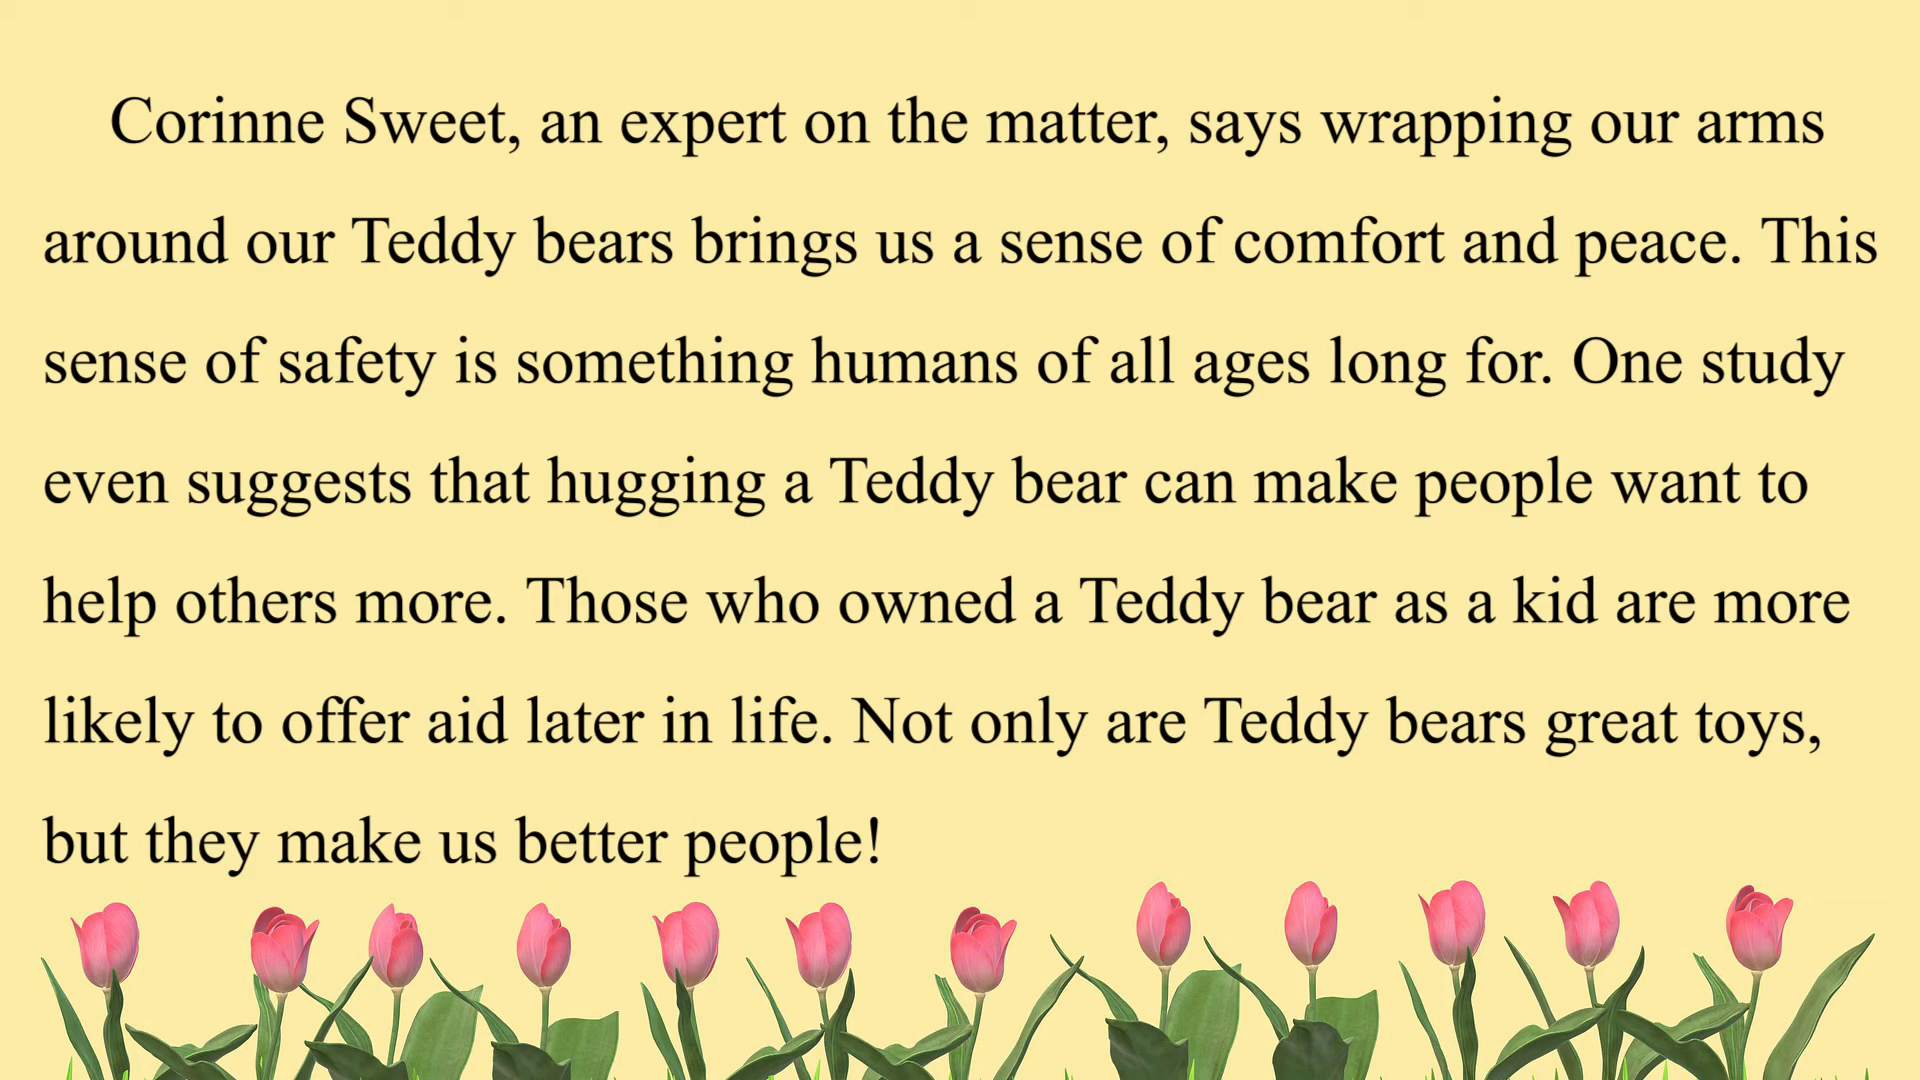 Corinne Sweet, an expert on the matter, says wrapping our arms
around our Teddy bears brings us a sense of comfort and peace. This
sense of safety is something humans of all ages long for. One study
even suggests that hugging a Teddy bear can make people want to
help others more. Those who owned a Teddy bear as a kid are more
likely to offer aid later in life. Not only are Teddy bears great toys,
but they make us better people!